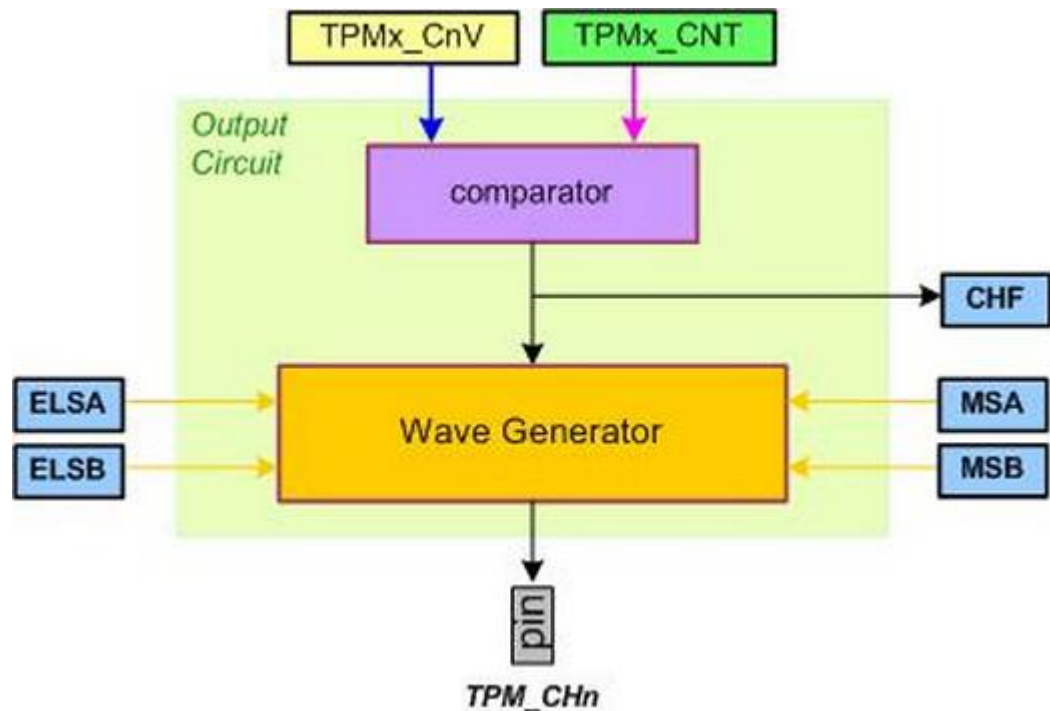 TPMx_CnV
TPMx_CNT
Output
Circuit
comparator
CHF
ELSA
MSA
Wave Generator
ELSB
MSB
pin
TPM_CHn